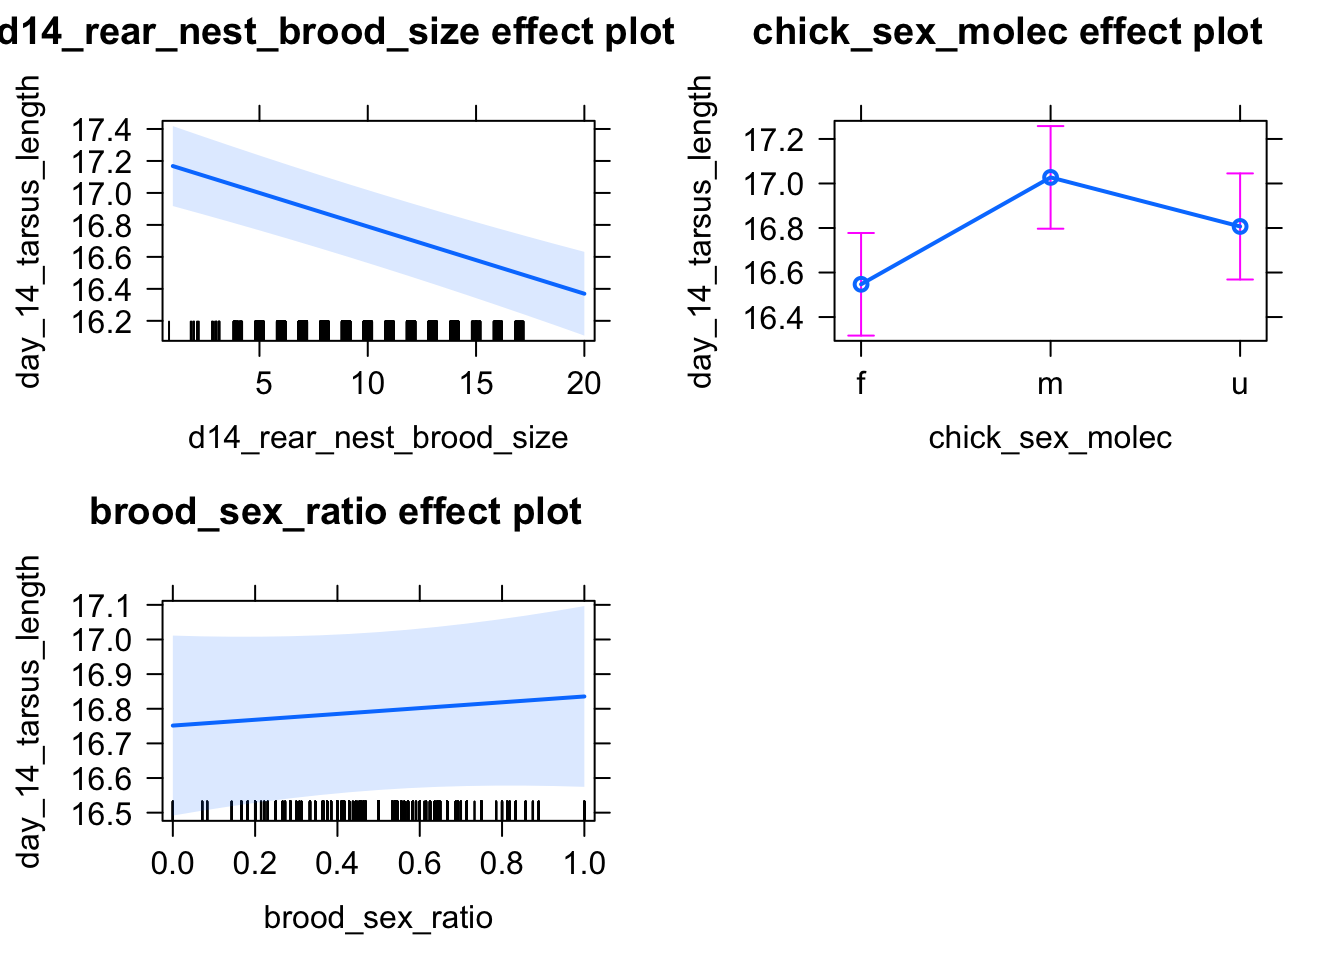 d14_rear_nest_brood_size effect plot
day_14_tarsus_length
17.4
17.2
17.0
16.8
16.6
16.4
16.2
5 10 15 20
d14_rear_nest_brood_size
chick_sex_molec effect plot
day_14_tarsus_length
17.2
17.0
16.8
16.6
16.4
f m u
chick_sex_molec
brood_sex_ratio effect plot
day_14_tarsus_length
17.1
17.0
16.9
16.8
16.7
16.6
16.5
0.0 0.2 0.4 0.6 0.8 1.0
brood_sex_ratio